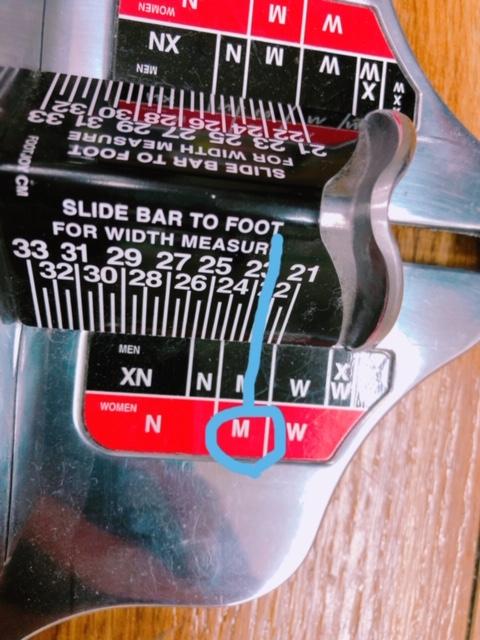 WOMEN M W
XN N M W XW
MEN
33 32 31 30 29 28 27 26 25 24 23 22 21
FOR WIDTH MEASURE
SLIDE BAR TO FOOT
SLIDE BAR TO FOOT
FOR WIDTH MEASUR
33 31 29 27 25 23 21
32 30 28 26 24 22
MEN
XN N M W XW
WOMEN
N M W